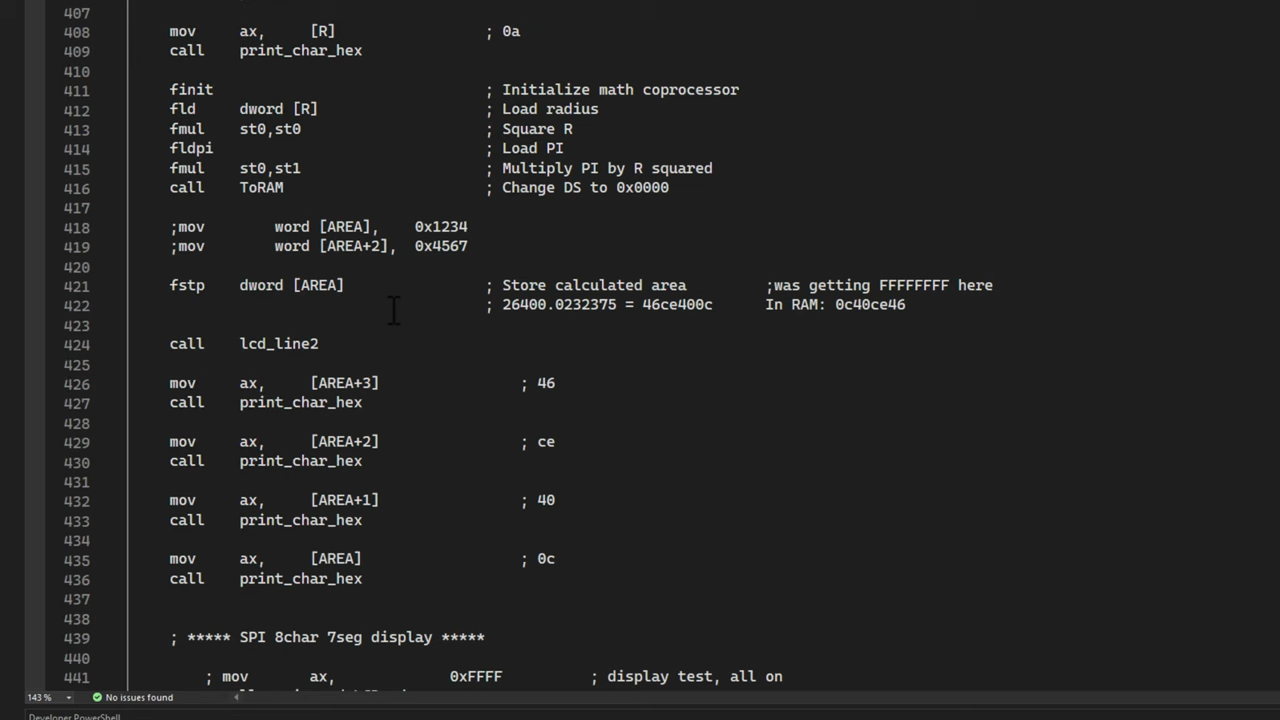 407
408 mov ax, [R] ; 0a
409 call print_char_hex
410
411 finit ; Initialize math coprocessor
412 fld dword [R] ; Load radius
413 fmul st0,st0 ; Square R
414 fldpi ; Load PI
415 fmul st0,st1 ; Multiply PI by R squared
416 call ToRAM ; Change DS to 0x0000
417
418 ;mov word [AREA], 0x1234
419 ;mov word [AREA+2], 0x4567
420
421 fstp dword [AREA] ; Store calculated area ;was getting FFFFFFFF here
422 ; 26400.0232375 = 46ce400c In RAM: 0c40ce46
423
424 call lcd_line2
425
426 mov ax, [AREA+3] ; 46
427 call print_char_hex
428
429 mov ax, [AREA+2] ; ce
430 call print_char_hex
431
432 mov ax, [AREA+1] ; 40
433 call print_char_hex
434
435 mov ax, [AREA] ; 0c
436 call print_char_hex
437
438
439 ; ***** SPI 8char 7seg display *****
440
441 ; mov ax, 0xFFFF ; display test, all on
143 % No issues found
Developer PowerShell